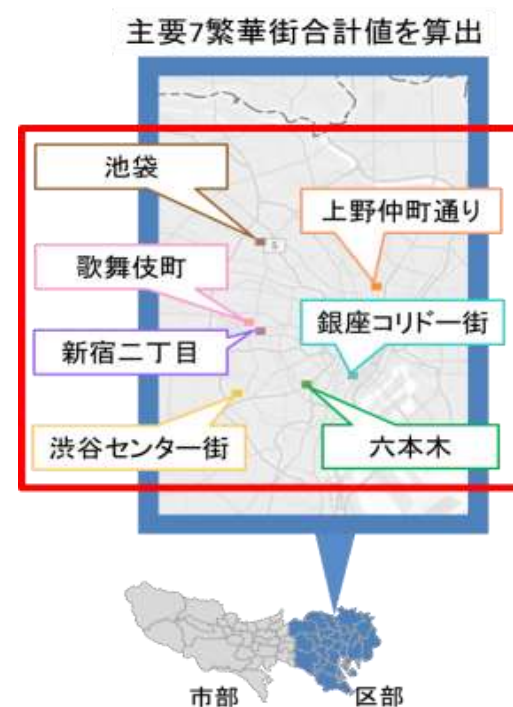 主要7繁華街合計値を算出
池袋
上野仲町通り
歌舞伎町
銀座コリドー街
新宿二丁目
渋谷センター街
六本木
市部
区部